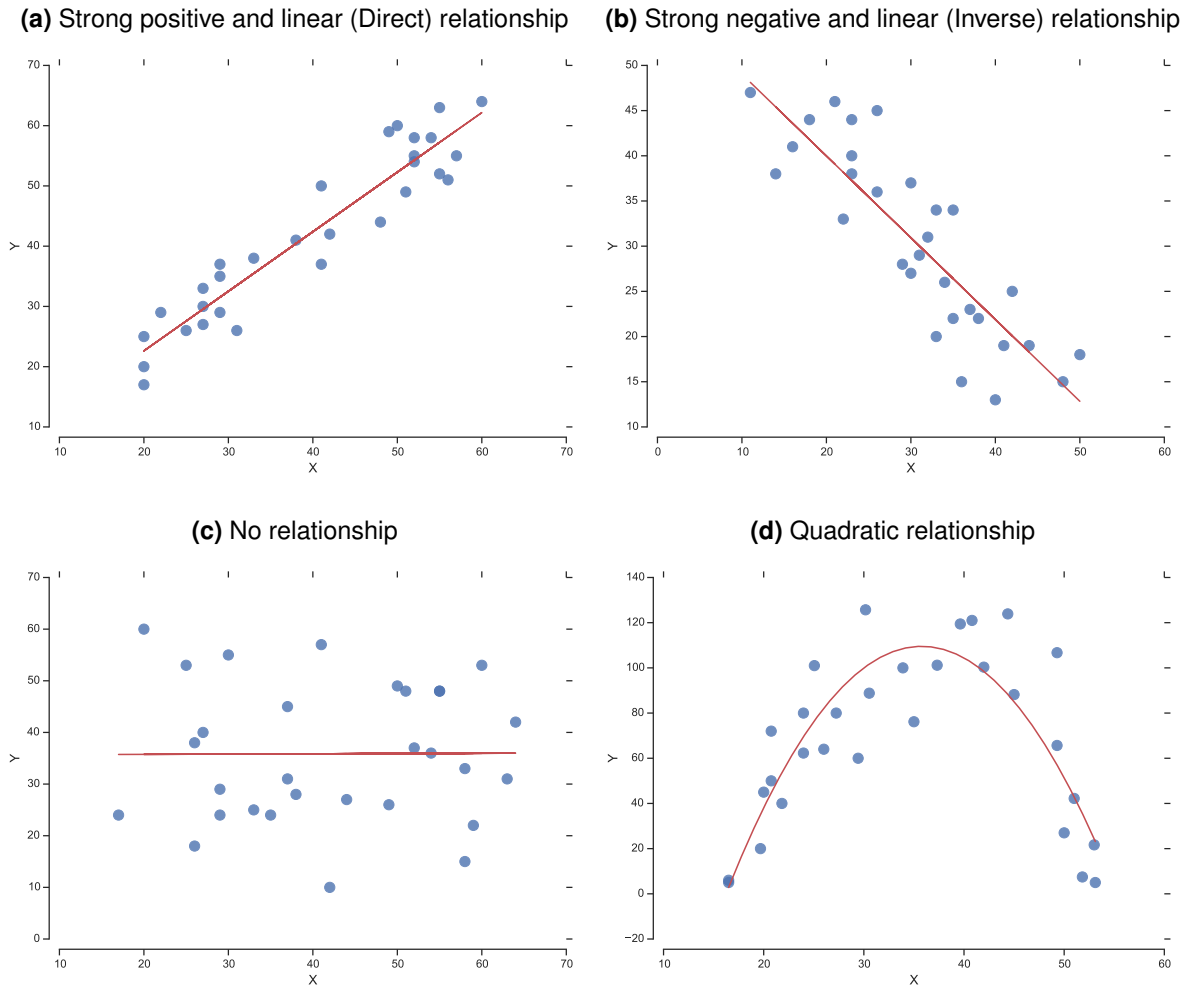 (a) Strong positive and linear (Direct) relationship
70
60
50
40
30
20
10
Y
10 20 30 40 50 60 70
X
(b) Strong negative and linear (Inverse) relationship
50
45
40
35
30
25
20
15
10
Y
0 10 20 30 40 50 60
X
(c) No relationship
70
60
50
40
30
20
10
0
Y
10 20 30 40 50 60 70
X
(d) Quadratic relationship
140
120
100
80
60
40
20
0
−20
Y
10 20 30 40 50 60
X